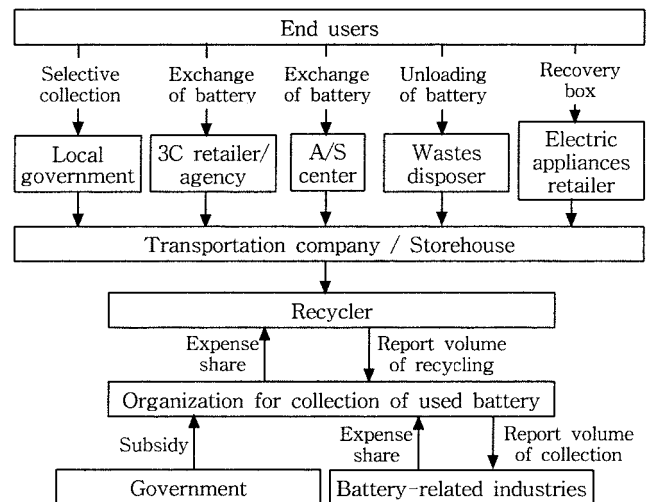 End users
Selective
collection
Exchange
of battery
Exchange
of battery
Unloading
of battery
Recovery
box
Local
government
3C retailer/
agency
A/S
center
Wastes
disposer
Electric
appliances
retailer
Transportation company / Storehouse
Recycler
Expense
share
Report volume
of recycling
Organization for collection of used battery
Subsidy
Expense
share
Report volume
of collection
Government
Battery-related industries